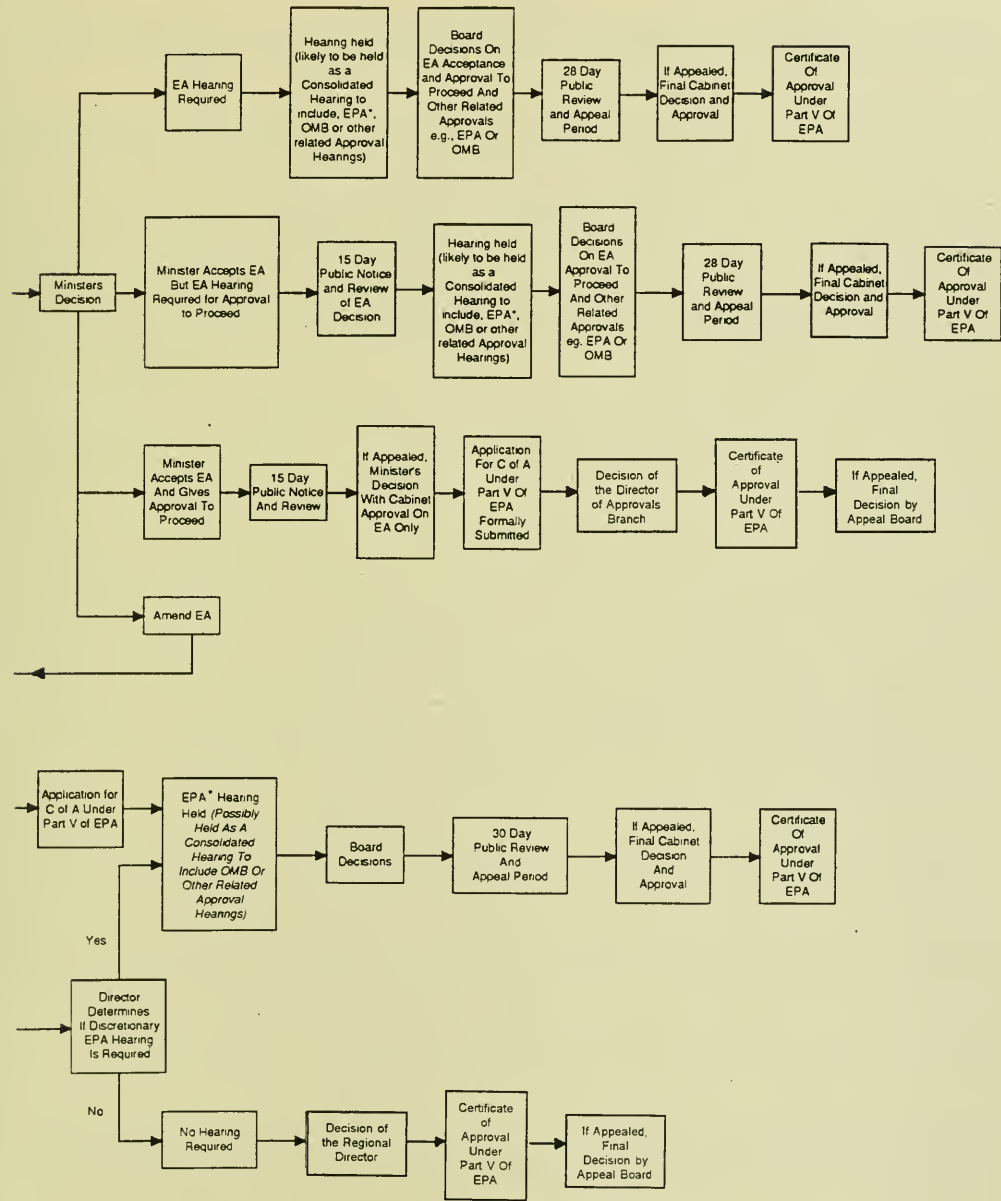 EA Hearing
Required
Hearing held
(likely to be held
as a
Consolidated
Hearing to
include, EPA*,
OMB or other
related Approval
Hearings)
Board
Decisions On
EA Acceptance
and Approval To
Proceed And
Other Related
Approvals
e.g., EPA Or
OMB
28 Day
Public
Review
and Appeal
Period
If Appealed,
Final Cabinet
Decision and
Approval
Certificate
Of
Approval
Under
Part V Of
EPA
Ministers
Decision
Minister Accepts EA
But EA Hearing
Required for Approval
to Proceed
15 Day
Public Notice
and Review
of EA
Decision
Hearing held
(likely to be held
as a
Consolidated
Hearing to
include, EPA*,
OMB or other
related Approval
Hearings)
Board
Decisions
On EA
Approval To
Proceed
And Other
Related
Approvals
eg. EPA Or
OMB
28 Day
Public
Review
and Appeal
Period
If Appealed,
Final Cabinet
Decision and
Approval
Certificate
Of
Approval
Under
Part V Of
EPA
Minister
Accepts EA
And Gives
Approval To
Proceed
15 Day
Public Notice
And Review
If Appealed,
Minister's
Decision
With Cabinet
Approval On
EA Only
Application
For C of A
Under
Part V Of
EPA
Formally
Submitted
Decision of
the Director
of Approvals
Branch
Certificate
of
Approval
Under
Part V Of
EPA
If Appealed,
Final
Decision by
Appeal Board
Amend EA
Application for
C of A Under
Part V of EPA
EPA* Hearing
Held (Possibly
Held As A
Consolidated
Hearing To
Include OMB Or
Other Related
Approval
Hearings)
Board
Decisions
30 Day
Public Review
And
Appeal Period
If Appealed,
Final Cabinet
Decision
And
Approval
Certificate
Of
Approval
Under
Part V Of
EPA
Yes
Director
Determines
If Discretionary
EPA Hearing
Is Required
No
No Hearing
Required
Decision of
the Regional
Director
Certificate
of
Approval
Under
Part V Of
EPA
If Appealed,
Final
Decision by
Appeal Board